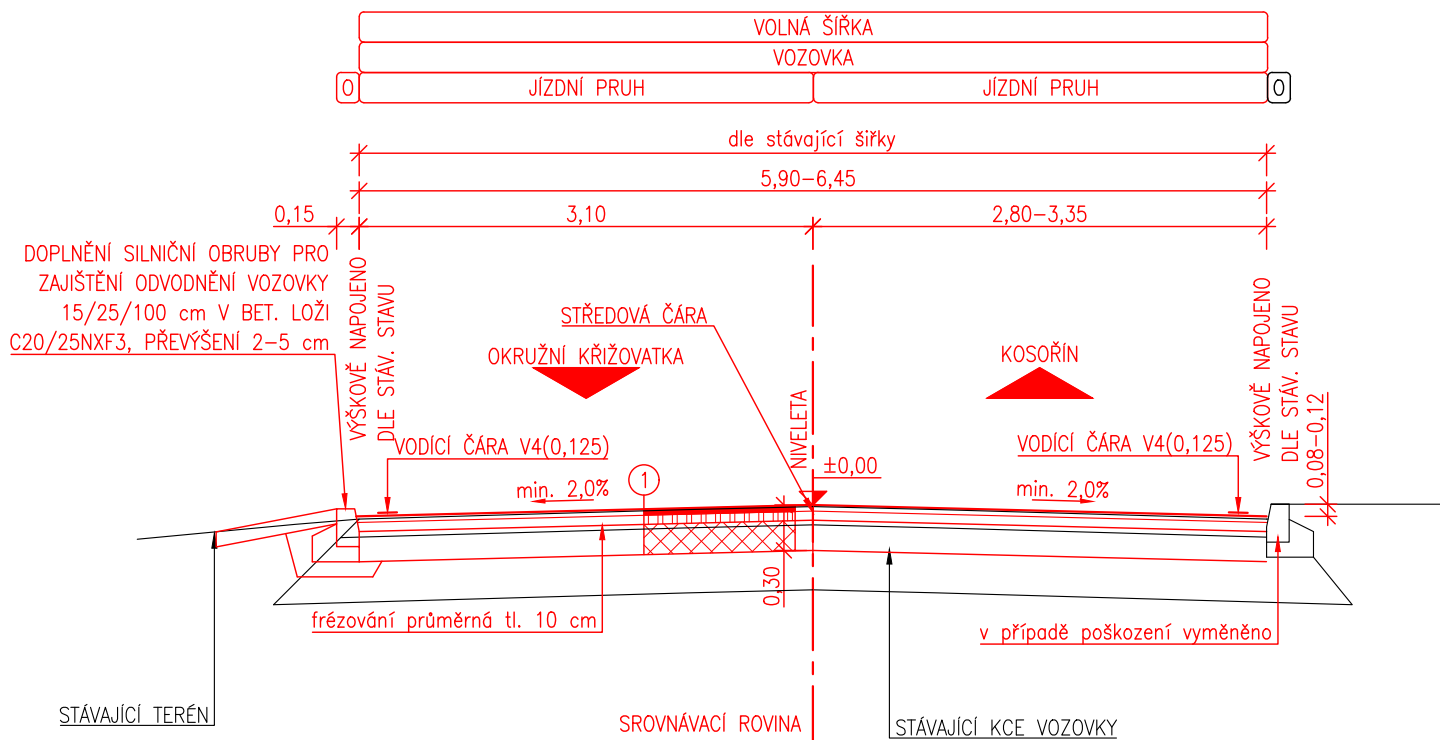 VOLNÁ ŠÍŘKA
VOZOVKA
O
JÍZDNÍ PRUH
JÍZDNÍ PRUH
O
dle stávající šiřky
5,90–6,45
0,15
3,10
2,80–3,35
DOPLNĚNÍ SILNIČNÍ OBRUBY PRO
ZAJIŠTĚNÍ ODVODNĚNÍ VOZOVKY
15/25/100 cm V BET. LOŽI
C20/25NXF3, PŘEVÝŠENÍ 2–5 cm
VÝŠKOVĚ NAPOJENO
DLE STÁV. STAVU
STŘEDOVÁ ČÁRA
OKRUŽNÍ KŘIŽOVATKA
KOSOŘÍN
NIVELETA
VÝŠKOVĚ NAPOJENO
DLE STÁV. STAVU
0,08–0,12
VODÍCÍ ČÁRA V4(0,125)
±0,00
VODÍCÍ ČÁRA V4(0,125)
1
min. 2,0%
min. 2,0%
0,30
frézování průměrná tl. 10 cm
v případě poškození vyměněno
STÁVAJÍCÍ TERÉN
SROVNÁVACÍ ROVINA
STÁVAJÍCÍ KCE VOZOVKY